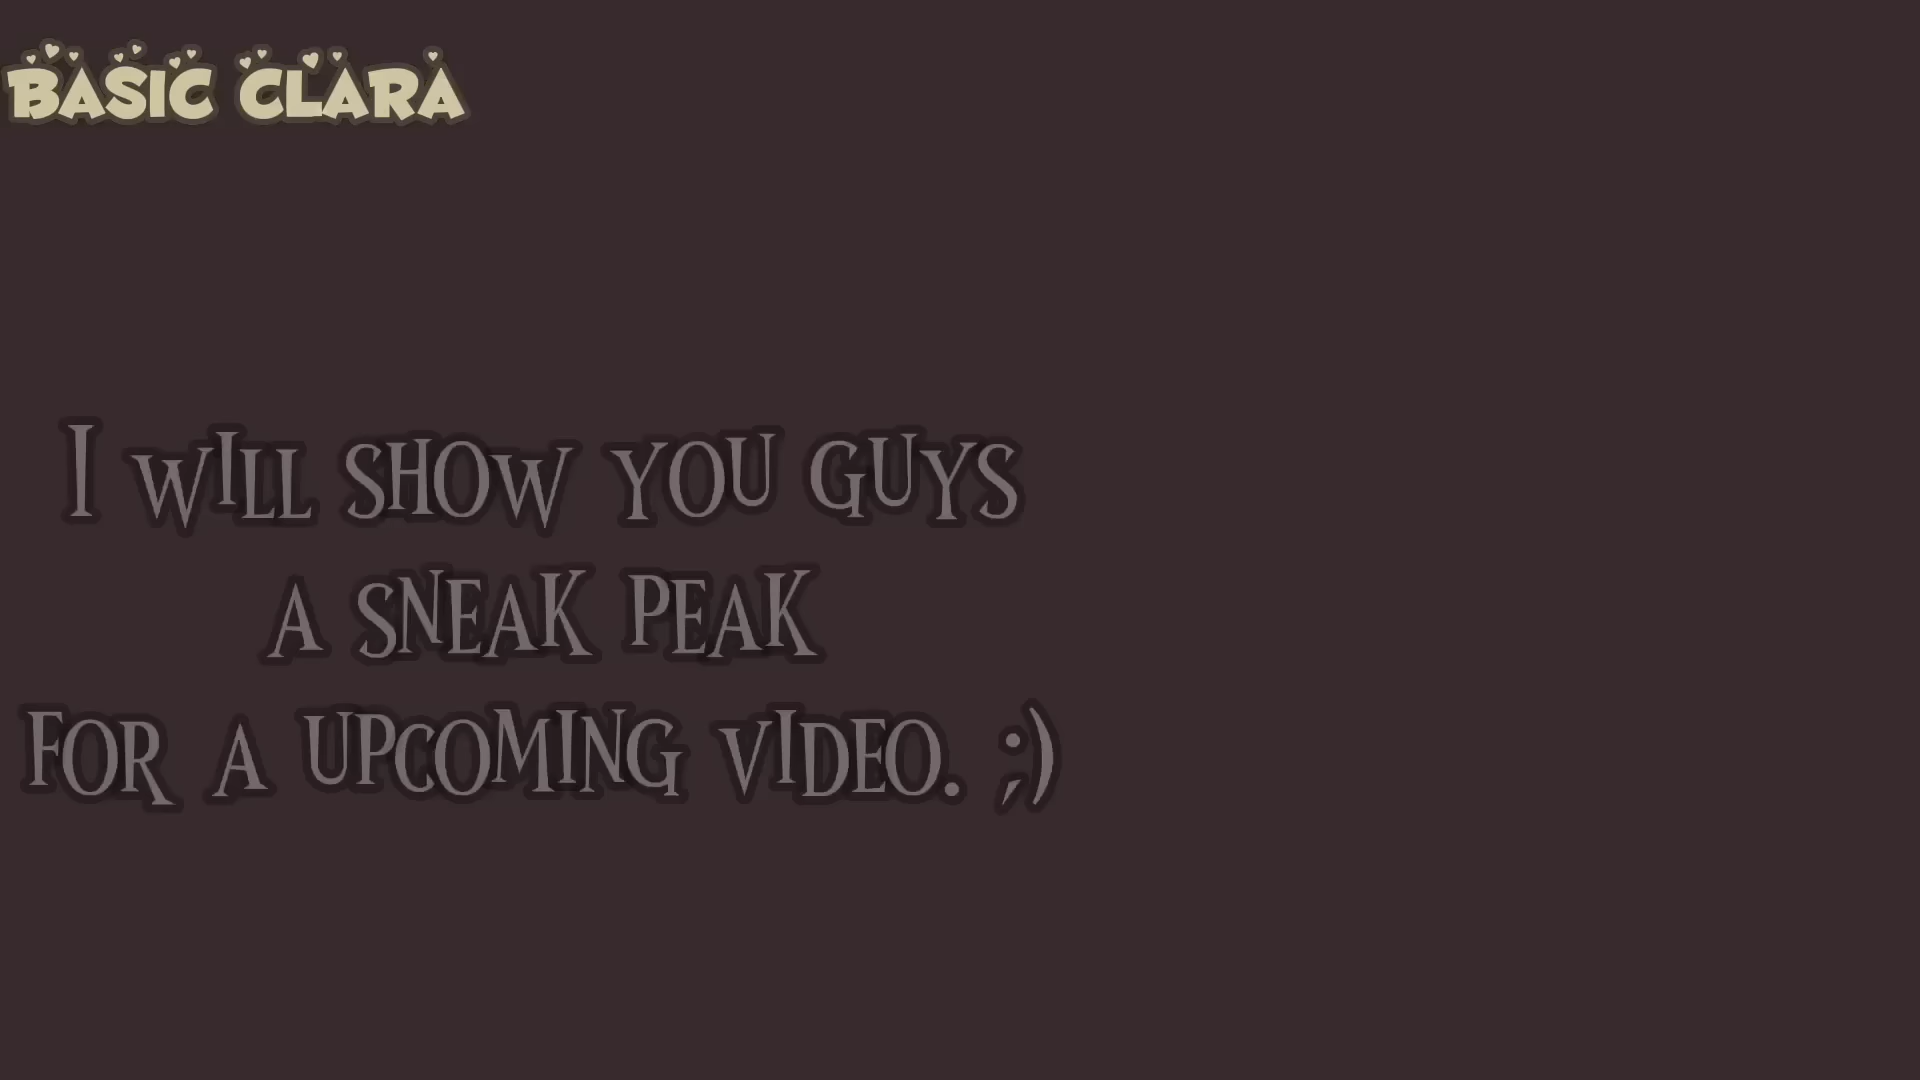 BASIC CLARA
I WILL SHOW YOU GUYS
A SNEAK PEAK
FOR A UPCOMING VIDEO. ;)